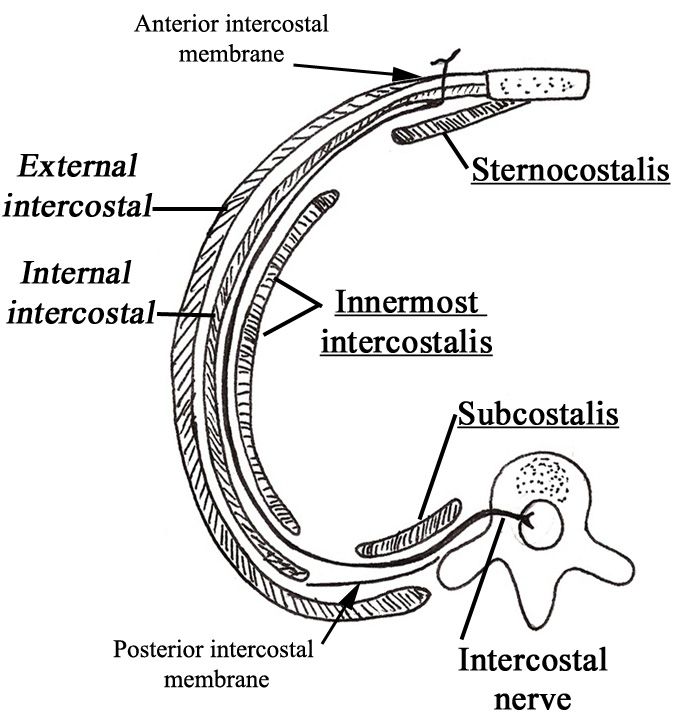 Anterior intercostal
membrane
External
intercostal
Sternocostalis
Internal
intercostal
Innermost
intercostalis
Subcostalis
Posterior intercostal
membrane
Intercostal
nerve